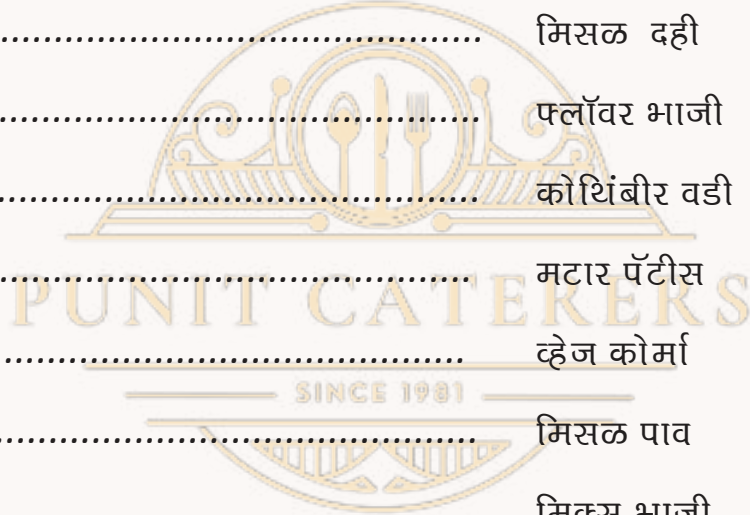 ........................................ मिसळ दही
........................................ फ्लॉवर भाजी
........................................ कोथिंबीर वडी
........................................ मटार पॅटीस
PUNIT CATERERS
........................................ व्हेज कोर्मा
SINCE 1981
........................................ मिसळ पाव
मिक्स भाजी